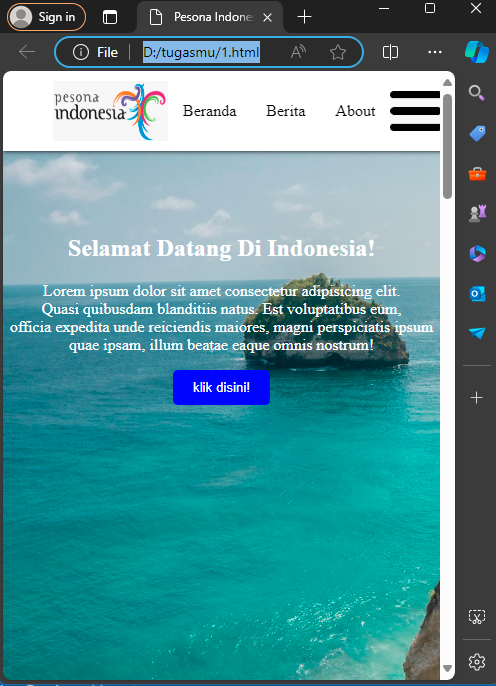 Sign in
Pesona Indones
File
D:/tugasmu/1.html
pesona
indonesia
Beranda
Berita
About
Selamat Datang Di Indonesia!
Lorem ipsum dolor sit amet consectetur adipisicing elit.
Quasi quibusdam blanditiis natus. Est voluptatibus eum,
officia expedita unde reiciendis maiores, magni perspiciatis ipsum
quae ipsam, illum beatae eaque omnis nostrum!
klik disini!